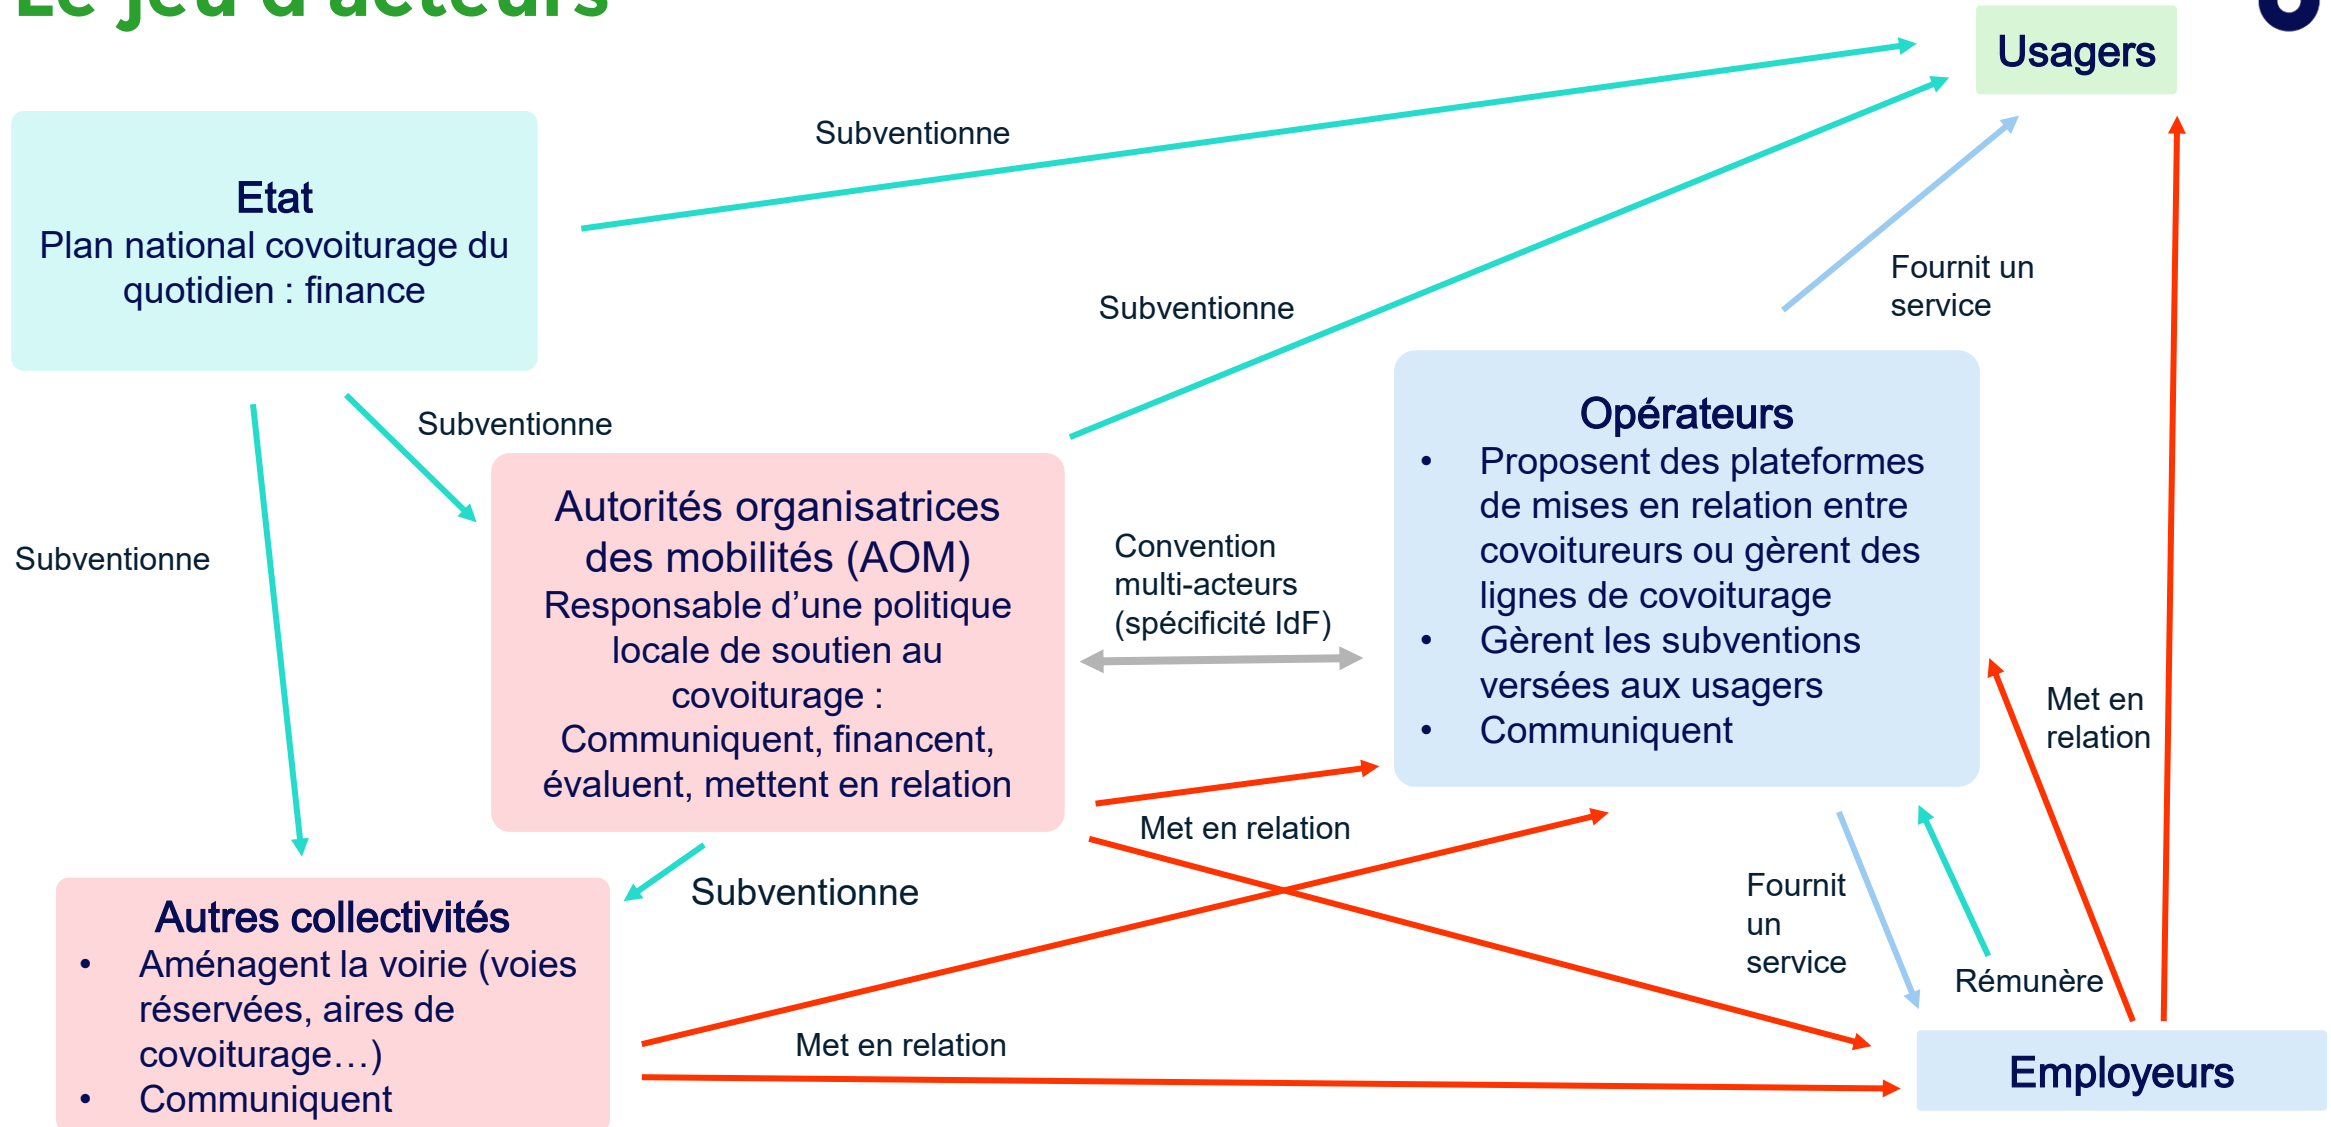 Le jeu d'acteurs
Usagers
Subventionne
Etat
Plan national covoiturage du
quotidien : finance
Fournit un
service
Subventionne
Subventionne
Opérateurs
• Proposent des plateformes
de mises en relation entre
covoitureurs ou gèrent des
lignes de covoiturage
• Gèrent les subventions
versées aux usagers
• Communiquent
Autorités organisatrices
des mobilités (AOM)
Responsable d’une politique
locale de soutien au
covoiturage :
Communiquent, financent,
évaluent, mettent en relation
Convention
multi-acteurs
(spécificité IdF)
Subventionne
Met en
relation
Met en relation
Subventionne
Fournit
un
service
Rémunère
Autres collectivités
• Aménagent la voirie (voies
réservées, aires de
covoiturage…)
• Communiquent
Met en relation
Employeurs